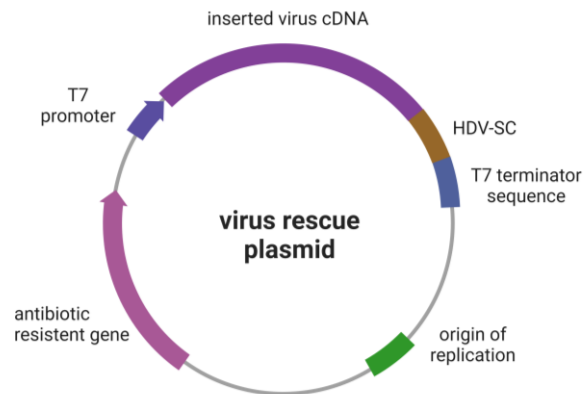 inserted virus cDNA
T7
promoter
HDV-SC
T7 terminator
sequence
virus rescue
plasmid
antibiotic
resistent gene
origin of
replication